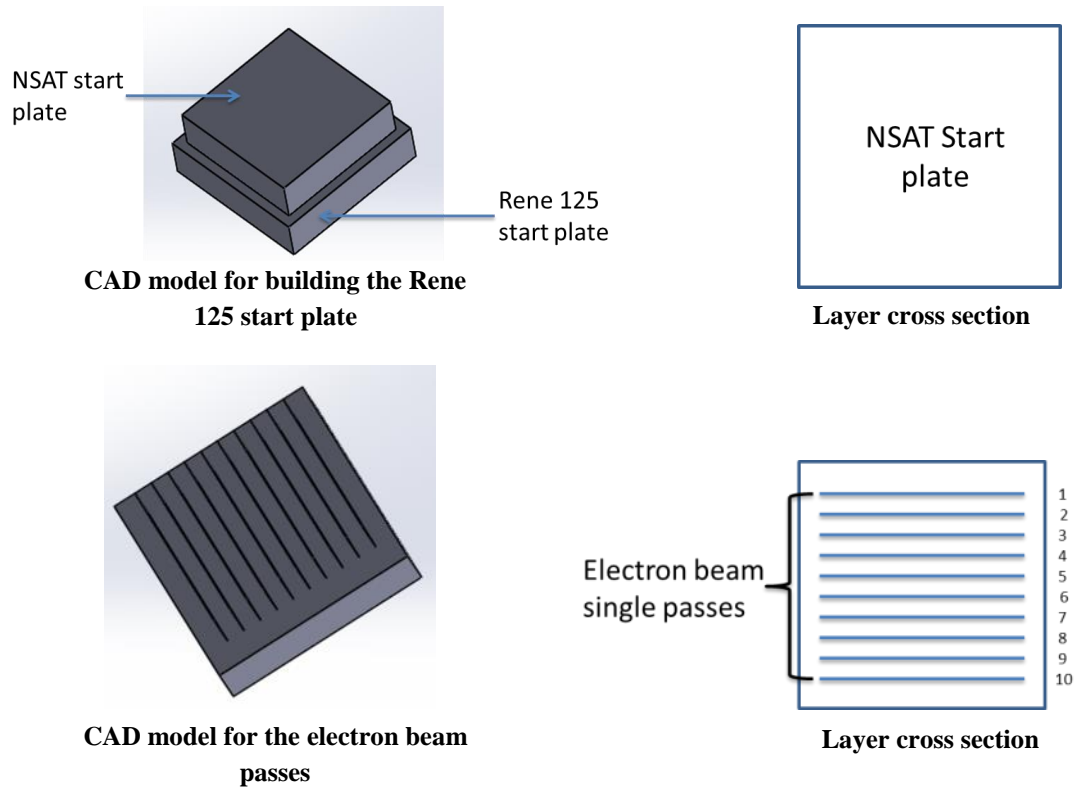 NSAT start
plate
Rene 125
start plate
CAD model for building the Rene
125 start plate
NSAT Start
plate
Layer cross section
CAD model for the electron beam
passes
Electron beam
single passes
1
2
3
4
5
6
7
8
9
10
Layer cross section